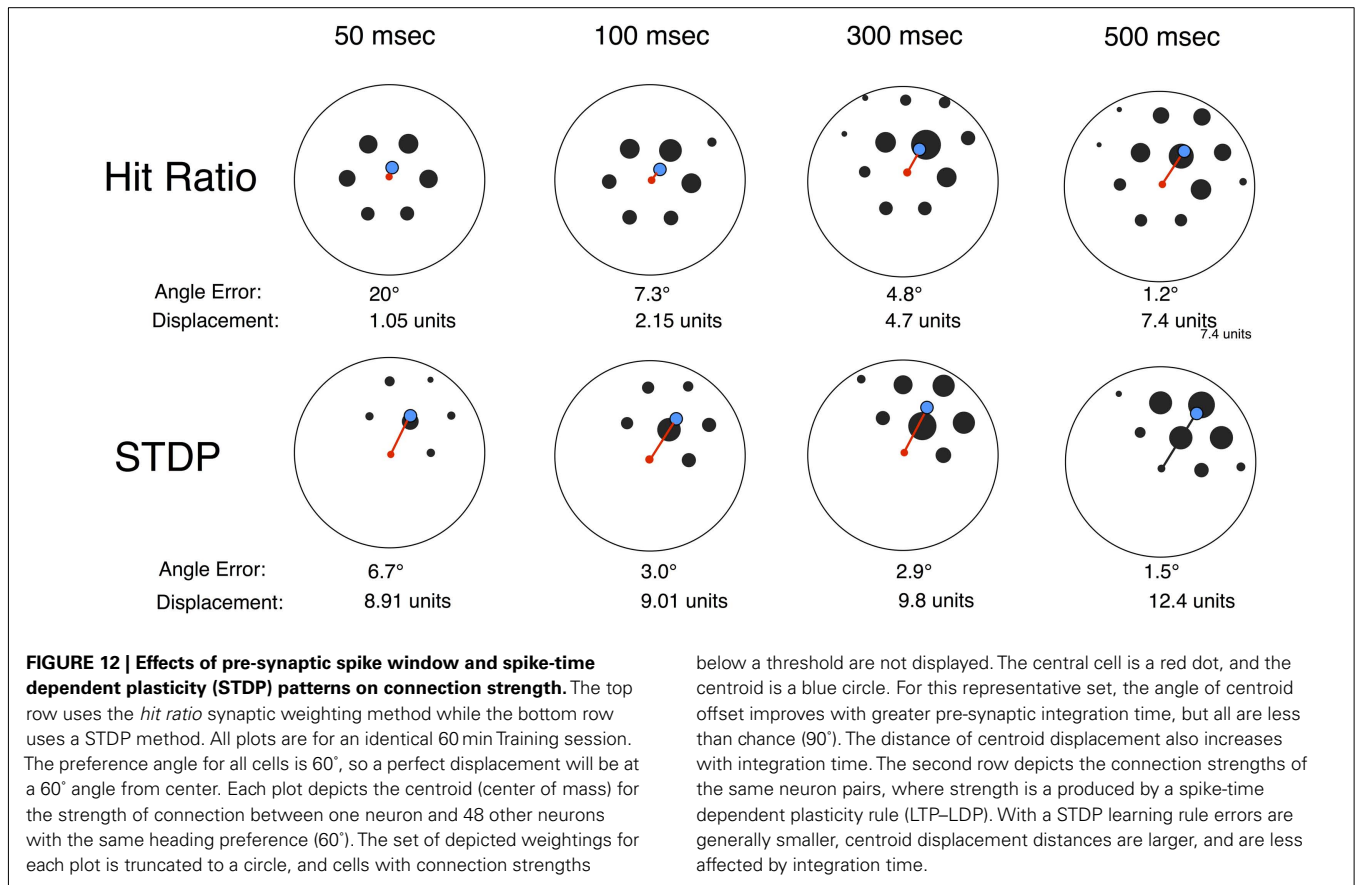 50 msec 100 msec 300 msec 500 msec
Hit Ratio
Angle Error: 20° 7.3° 4.8° 1.2°
Displacement: 1.05 units 2.15 units 4.7 units 7.4 units
7.4 units
STDP
Angle Error: 6.7° 3.0° 2.9° 1.5°
Displacement: 8.91 units 9.01 units 9.8 units 12.4 units
FIGURE 12 | Effects of pre-synaptic spike window and spike-time
dependent plasticity (STDP) patterns on connection strength. The top
row uses the hit ratio synaptic weighting method while the bottom row
uses a STDP method. All plots are for an identical 60 min Training session.
The preference angle for all cells is 60°, so a perfect displacement will be at
a 60° angle from center. Each plot depicts the centroid (center of mass) for
the strength of connection between one neuron and 48 other neurons
with the same heading preference (60°). The set of depicted weightings for
each plot is truncated to a circle, and cells with connection strengths
below a threshold are not displayed. The central cell is a red dot, and the
centroid is a blue circle. For this representative set, the angle of centroid
offset improves with greater pre-synaptic integration time, but all are less
than chance (90°). The distance of centroid displacement also increases
with integration time. The second row depicts the connection strengths of
the same neuron pairs, where strength is a produced by a spike-time
dependent plasticity rule (LTP–LDP). With a STDP learning rule errors are
generally smaller, centroid displacement distances are larger, and are less
affected by integration time.